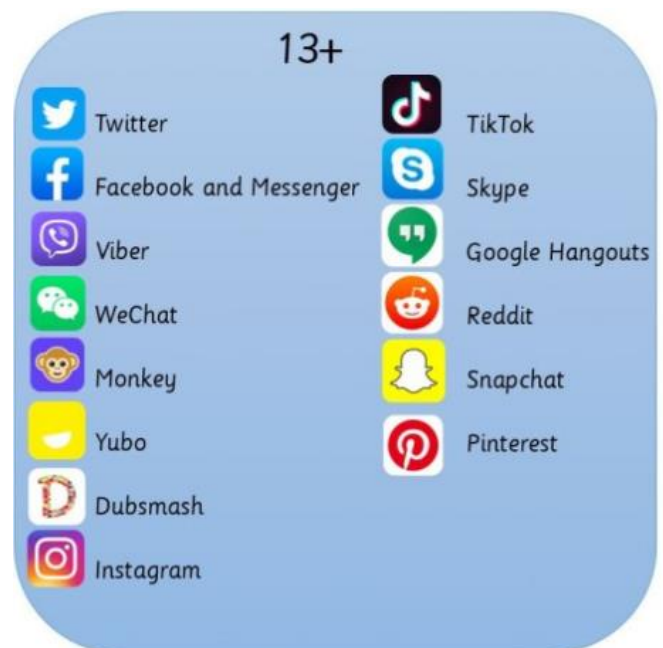 13+
Twitter
Facebook and Messenger
Viber
WeChat
Monkey
Yubo
Dubsmash
Instagram
TikTok
Skype
Google Hangouts
Reddit
Snapchat
Pinterest